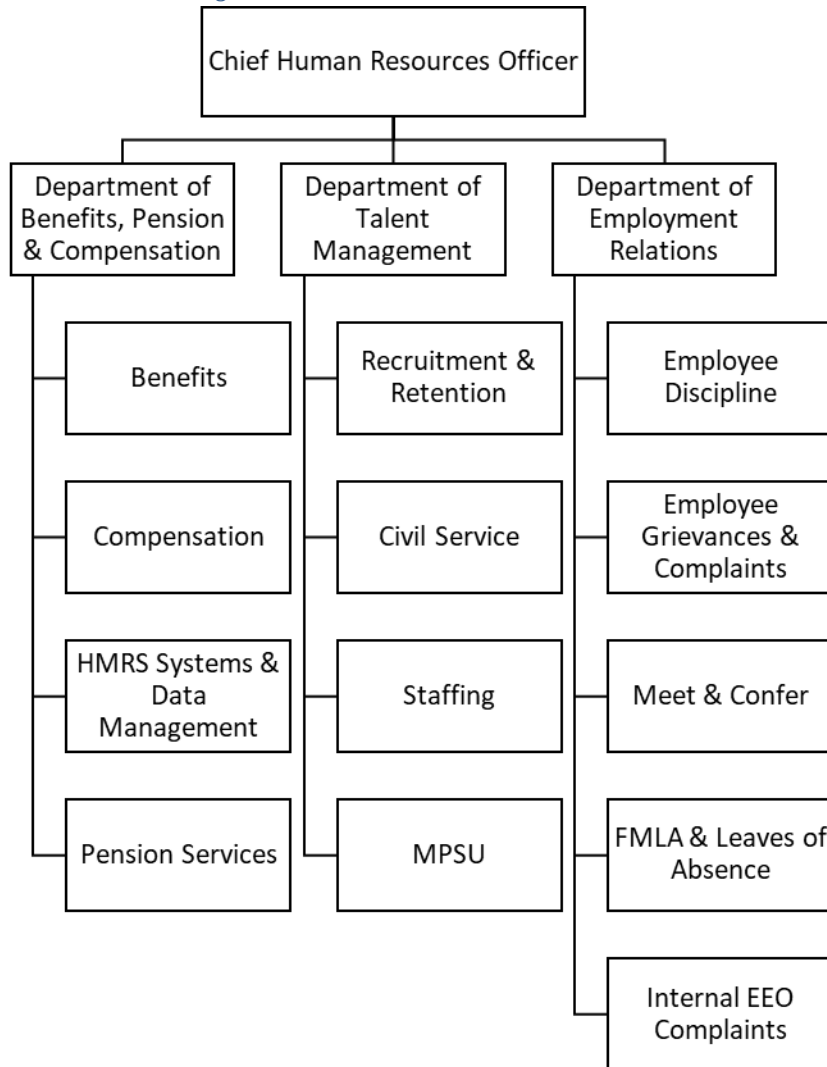 Chief Human Resources Officer
Department of
Benefits, Pension
& Compensation
Benefits
Compensation
HMRS Systems &
Data
Management
Pension Services
Department of
Talent
Management
Recruitment &
Retention
Civil Service
Staffing
MPSU
Department of
Employment
Relations
Employee
Discipline
Employee
Grievances &
Complaints
Meet & Confer
FMLA & Leaves of
Absence
Internal EEO
Complaints